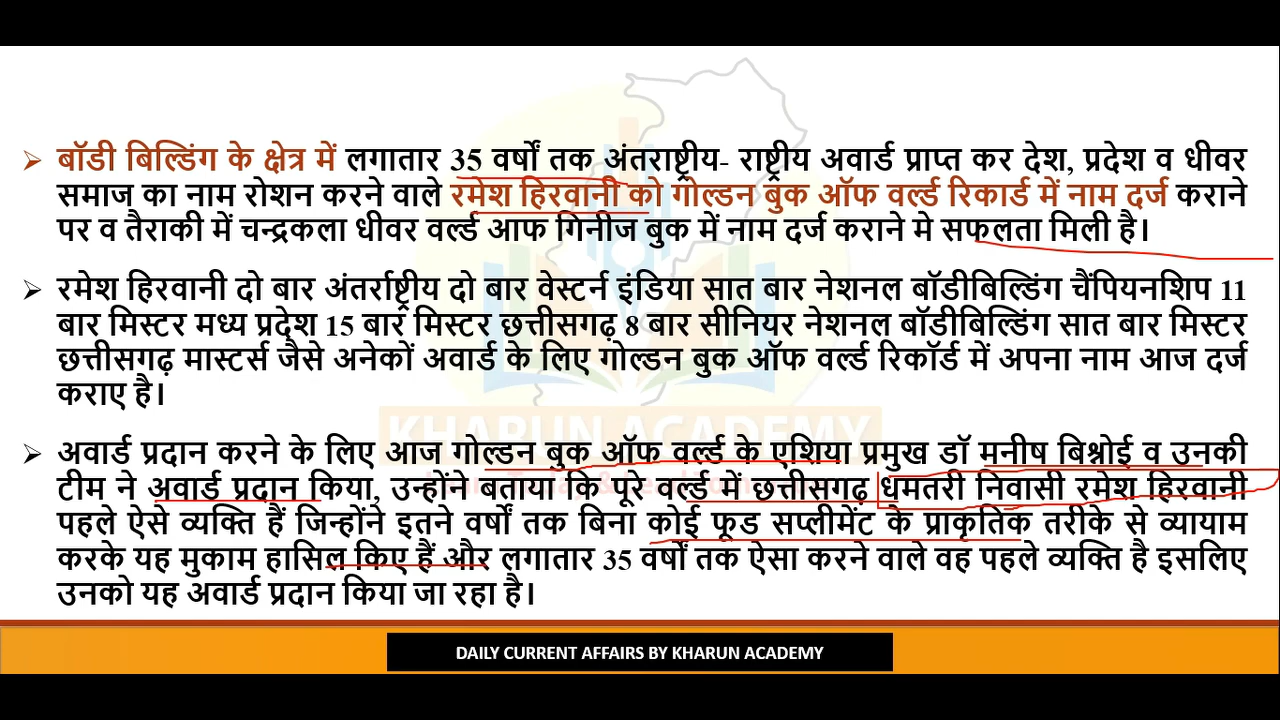 ➢ बॉडी बिल्डिंग के क्षेत्र में लगातार 35 वर्षों तक अंतराष्ट्रीय- राष्ट्रीय अवार्ड प्राप्त कर देश, प्रदेश व धीवर
समाज का नाम रोशन करने वाले रमेश हिरवानी को गोल्डन बुक ऑफ वर्ल्ड रिकार्ड में नाम दर्ज कराने
पर व तैराकी में चन्द्रकला धीवर वर्ल्ड आफ गिनीज बुक में नाम दर्ज कराने मे सफलता मिली है।
➢ रमेश हिरवानी दो बार अंतर्राष्ट्रीय दो बार वेस्टर्न इंडिया सात बार नेशनल बॉडीबिल्डिंग चैंपियनशिप 11
बार मिस्टर मध्य प्रदेश 15 बार मिस्टर छत्तीसगढ़ 8 बार सीनियर नेशनल बॉडीबिल्डिंग सात बार मिस्टर
छत्तीसगढ़ मास्टर्स जैसे अनेकों अवार्ड के लिए गोल्डन बुक ऑफ वर्ल्ड रिकॉर्ड में अपना नाम आज दर्ज
कराए है।
KHARUN ACADEMY
➢ अवार्ड प्रदान करने के लिए आज गोल्डन बुक ऑफ वर्ल्ड के एशिया प्रमुख डॉ मनीष बिश्नोई व उनकी
टीम ने अवार्ड प्रदान किया, उन्होंने बताया कि पूरे वर्ल्ड में छत्तीसगढ़ धमतरी निवासी रमेश हिरवानी
पहले ऐसे व्यक्ति हैं जिन्होंने इतने वर्षों तक बिना कोई फूड सप्लीमेंट के प्राकृतिक तरीके से व्यायाम
करके यह मुकाम हासिल किए हैं और लगातार 35 वर्षों तक ऐसा करने वाले वह पहले व्यक्ति है इसलिए
उनको यह अवार्ड प्रदान किया जा रहा है।
DAILY CURRENT AFFAIRS BY KHARUN ACADEMY